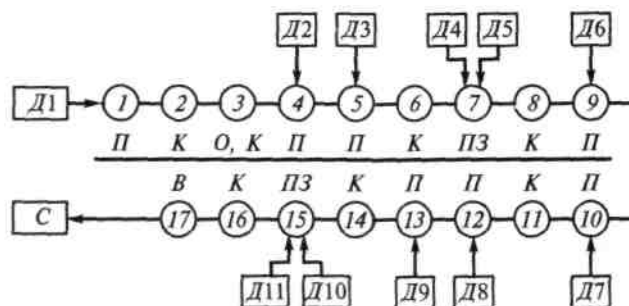 Д2 Д3 Д4 Д5 Д6
Д1 1 2 3 4 5 6 7 8 9
П К О, К П П К ПЗ К П
В К ПЗ К П П К П
С 17 16 15 14 13 12 11 10
Д11 Д10 Д9 Д8 Д7